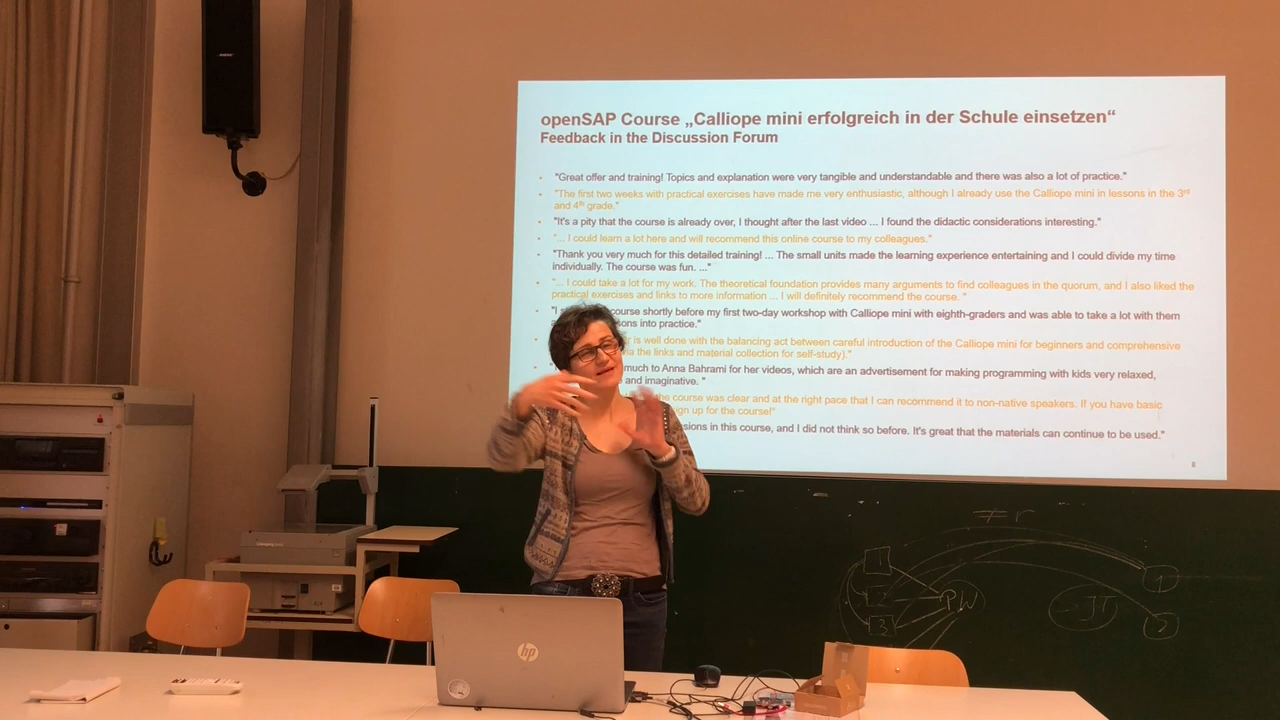 BOSE
openSAP Course „Calliope mini erfolgreich in der Schule einsetzen“
Feedback in the Discussion Forum
"Great offer and training! Topics and explanation were very tangible and understandable and there was also a lot of practice."
"The first two weeks with practical exercises have made me very enthusiastic, although I already use the Calliope mini in lessons in the 3rd
and 4th grade."
"It's a pity that the course is already over, I thought after the last video ... I found the didactic considerations interesting."
"... I could learn a lot here and will recommend this online course to my colleagues."
"Thank you very much for this detailed training! ... The small units made the learning experience entertaining and I could divide my time
individually. The course was fun. ..."
"... I could take a lot for my work. The theoretical foundation provides many arguments to find colleagues in the quorum, and I also liked the
practical exercises and links to more information ... I will definitely recommend the course. "
"I course shortly before my first two-day workshop with Calliope mini with eighth-graders and was able to take a lot with them
into practice."
is well done with the balancing act between careful introduction of the Calliope mini for beginners and comprehensive
the links and material collection for self-study)."
much to Anna Bahrami for her videos, which are an advertisement for making programming with kids very relaxed,
and imaginative. "
the course was clear and at the right pace that I can recommend it to non-native speakers. If you have basic
sign up for the course!"
in this course, and I did not think so before. It's great that the materials can continue to be used."
8
≠ r
1
2
3
PW
JT
1
2
hp